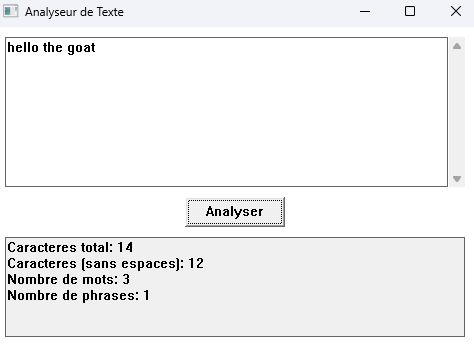 Analyseur de Texte
hello the goat
Analyser
Caracteres total: 14
Caracteres (sans espaces): 12
Nombre de mots: 3
Nombre de phrases: 1